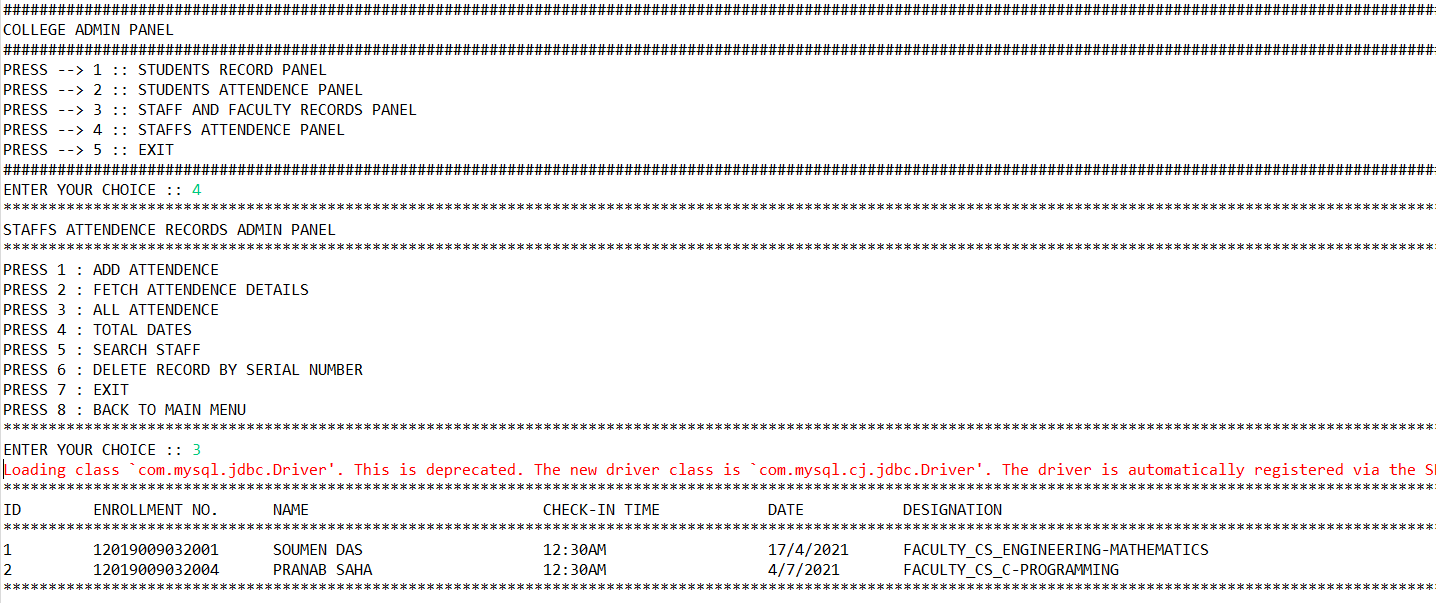 ################################################################################################################################################################
COLLEGE ADMIN PANEL
################################################################################################################################################################
PRESS --> 1 :: STUDENTS RECORD PANEL
PRESS --> 2 :: STUDENTS ATTENDENCE PANEL
PRESS --> 3 :: STAFF AND FACULTY RECORDS PANEL
PRESS --> 4 :: STAFFS ATTENDENCE PANEL
PRESS --> 5 :: EXIT
################################################################################################################################################################
ENTER YOUR CHOICE :: 4
****************************************************************************************************************************************************************
STAFFS ATTENDENCE RECORDS ADMIN PANEL
****************************************************************************************************************************************************************
PRESS 1 : ADD ATTENDENCE
PRESS 2 : FETCH ATTENDENCE DETAILS
PRESS 3 : ALL ATTENDENCE
PRESS 4 : TOTAL DATES
PRESS 5 : SEARCH STAFF
PRESS 6 : DELETE RECORD BY SERIAL NUMBER
PRESS 7 : EXIT
PRESS 8 : BACK TO MAIN MENU
****************************************************************************************************************************************************************
ENTER YOUR CHOICE :: 3
Loading class `com.mysql.jdbc.Driver'. This is deprecated. The new driver class is `com.mysql.cj.jdbc.Driver'. The driver is automatically registered via the
****************************************************************************************************************************************************************
ID        ENROLLMENT NO.      NAME                          CHECK-IN TIME            DATE           DESIGNATION
****************************************************************************************************************************************************************
1         12019009032001      SOUMEN DAS                    12:30AM                  17/4/2021      FACULTY_CS_ENGINEERING-MATHEMATICS
2         12019009032004      PRANAB SAHA                   12:30AM                  4/7/2021       FACULTY_CS_C-PROGRAMMING
****************************************************************************************************************************************************************